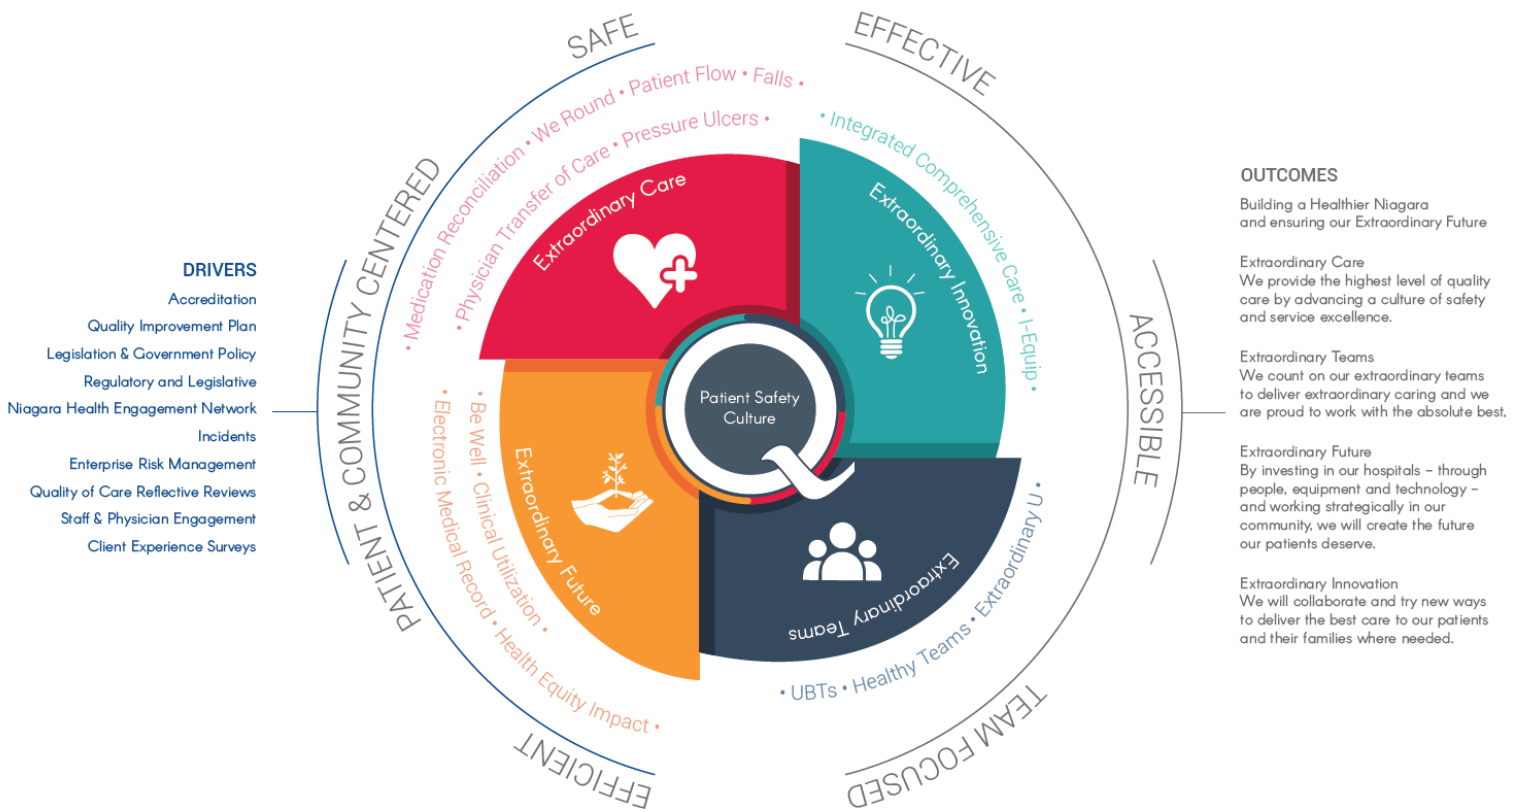 SAFE
EFFECTIVE
PATIENT & COMMUNITY CENTERED
ACCESSIBLE
EFFICIENT
TEAM FOCUSED
DRIVERS
Accreditation
Quality Improvement Plan
Legislation & Government Policy
Regulatory and Legislative
Niagara Health Engagement Network
Incidents
Enterprise Risk Management
Quality of Care Reflective Reviews
Staff & Physician Engagement
Client Experience Surveys
• Medication Reconciliation • We Round • Patient Flow • Falls •
• Physician Transfer of Care • Pressure Ulcers •
Extraordinary Care
• Integrated Comprehensive Care • I-Equip •
Extraordinary Innovation
Patient Safety
Culture
• Be Well • Clinical Utilization •
• Electronic Medical Record • Health Equity Impact •
Extraordinary Future
Extraordinary Teams
• UBTs • Healthy Teams • Extraordinary U •
OUTCOMES
Building a Healthier Niagara
and ensuring our Extraordinary Future
Extraordinary Care
We provide the highest level of quality
care by advancing a culture of safety
and service excellence.
Extraordinary Teams
We count on our extraordinary teams
to deliver extraordinary caring and we
are proud to work with the absolute best.
Extraordinary Future
By investing in our hospitals – through
people, equipment and technology –
and working strategically in our
community, we will create the future
our patients deserve.
Extraordinary Innovation
We will collaborate and try new ways
to deliver the best care to our patients
and their families where needed.